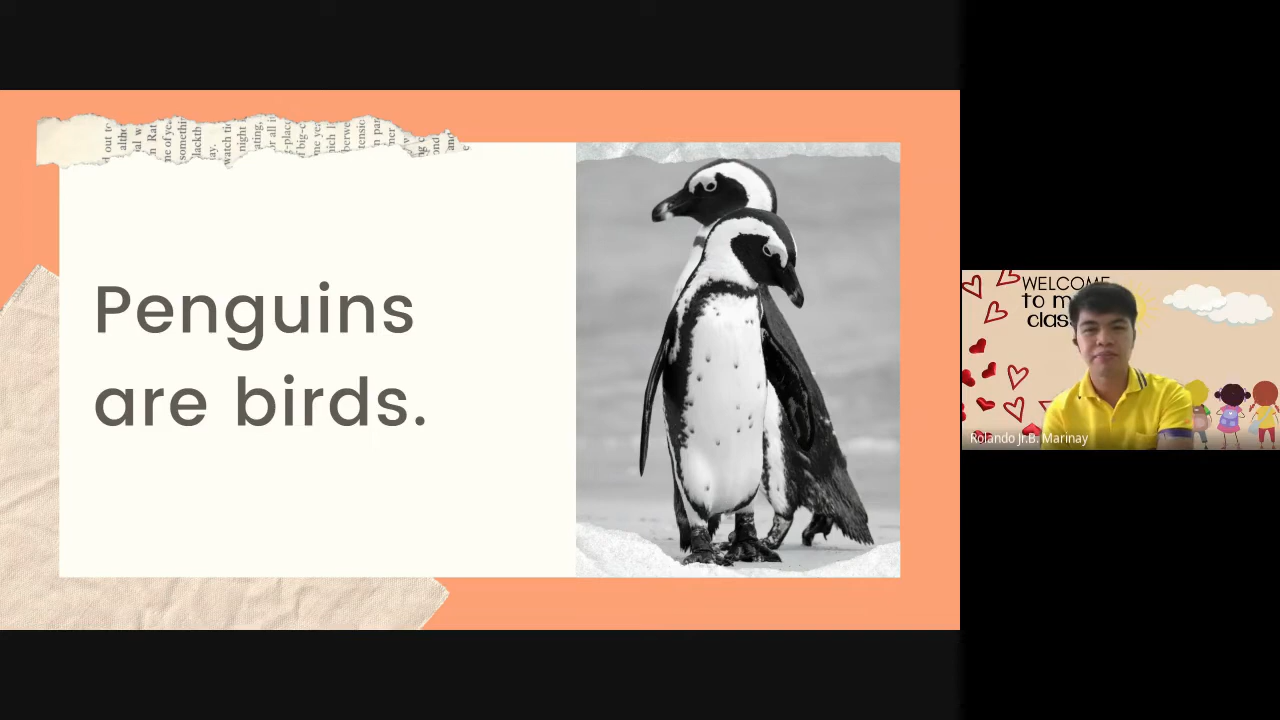 Penguins
are birds.
WELCOME
to m
clas
Rolando Jr.B. Marinay